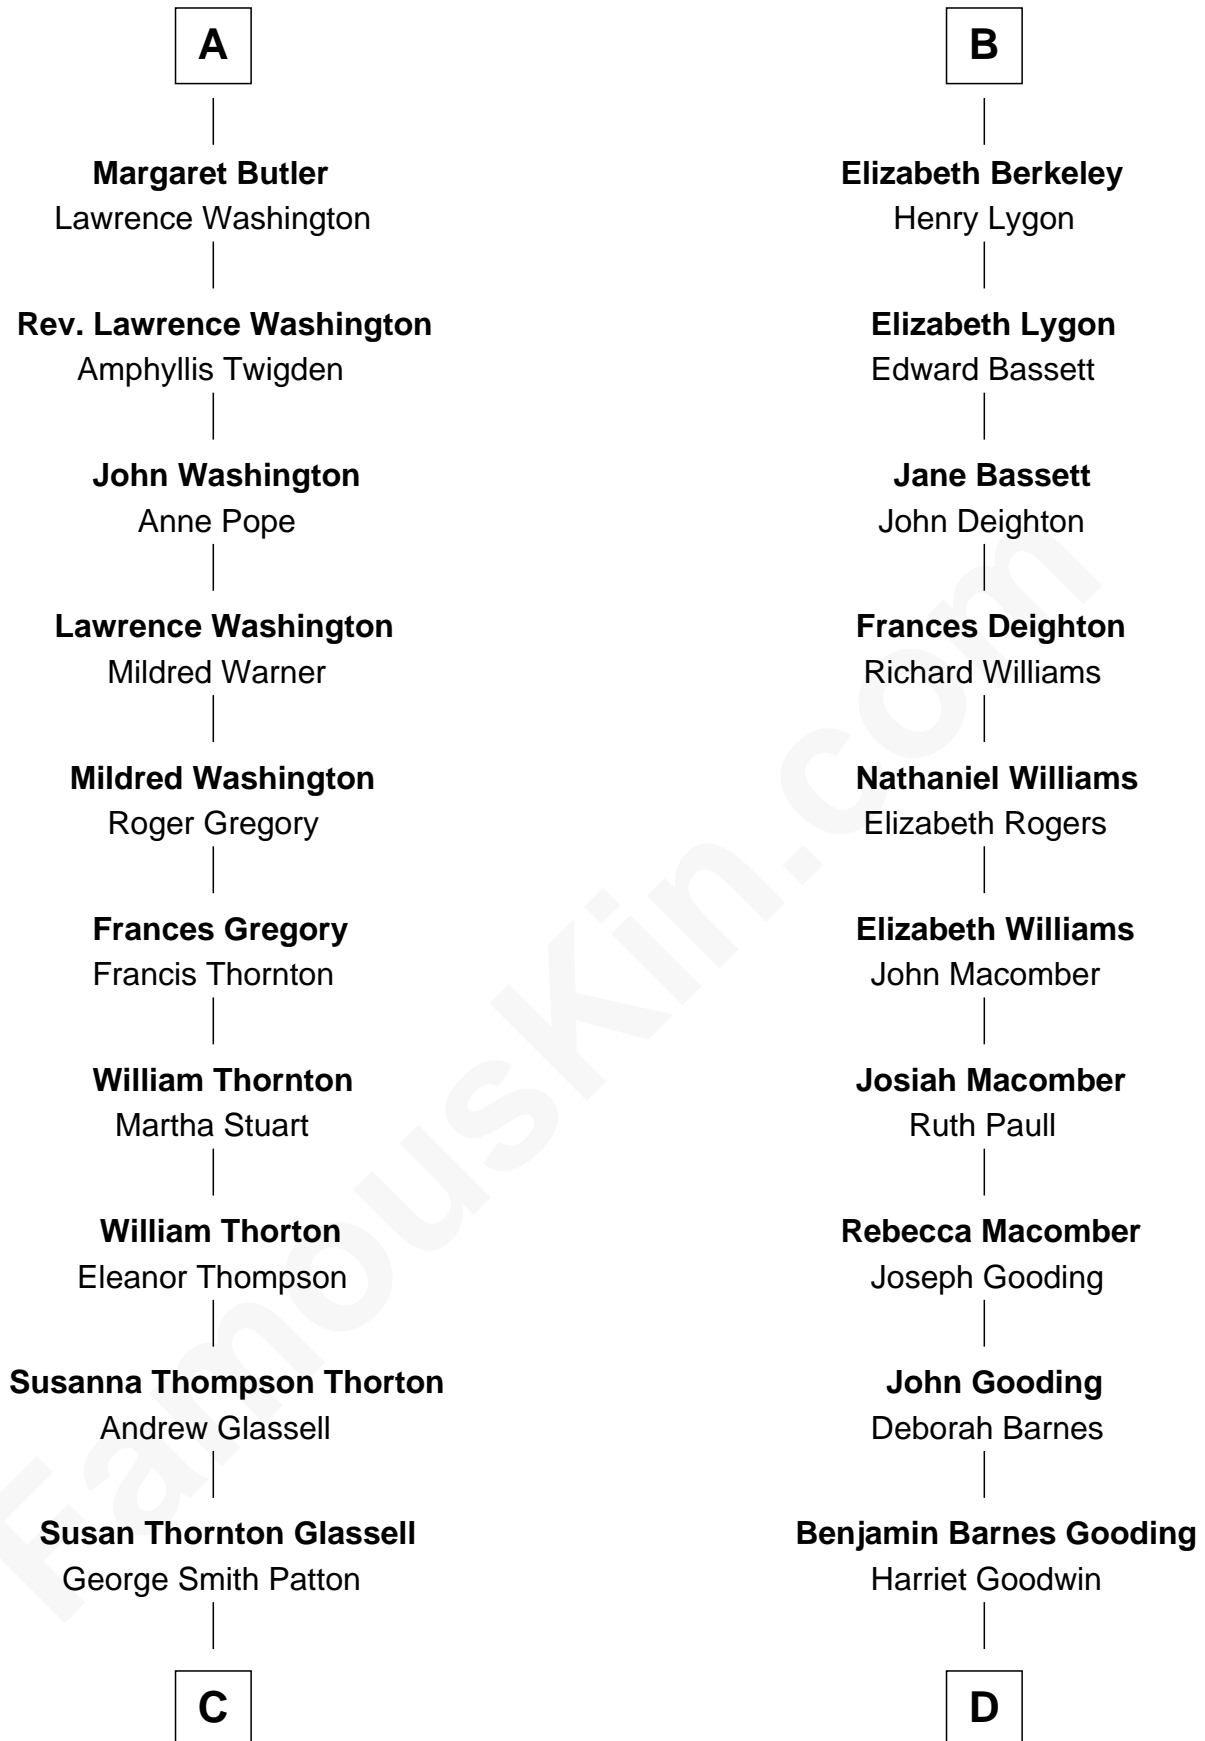 A
Margaret Butler
Lawrence Washington
Rev. Lawrence Washington
Amphyllis Twigden
John Washington
Anne Pope
Lawrence Washington
Mildred Warner
Mildred Washington
Roger Gregory
Frances Gregory
Francis Thornton
William Thornton
Martha Stuart
William Thorton
Eleanor Thompson
Susanna Thompson Thorton
Andrew Glassell
Susan Thornton Glassell
George Smith Patton
C
B
Elizabeth Berkeley
Henry Lygon
Elizabeth Lygon
Edward Bassett
Jane Bassett
John Deighton
Frances Deighton
Richard Williams
Nathaniel Williams
Elizabeth Rogers
Elizabeth Williams
John Macomber
Josiah Macomber
Ruth Paull
Rebecca Macomber
Joseph Gooding
John Gooding
Deborah Barnes
Benjamin Barnes Gooding
Harriet Goodwin
D
FamousKin.com